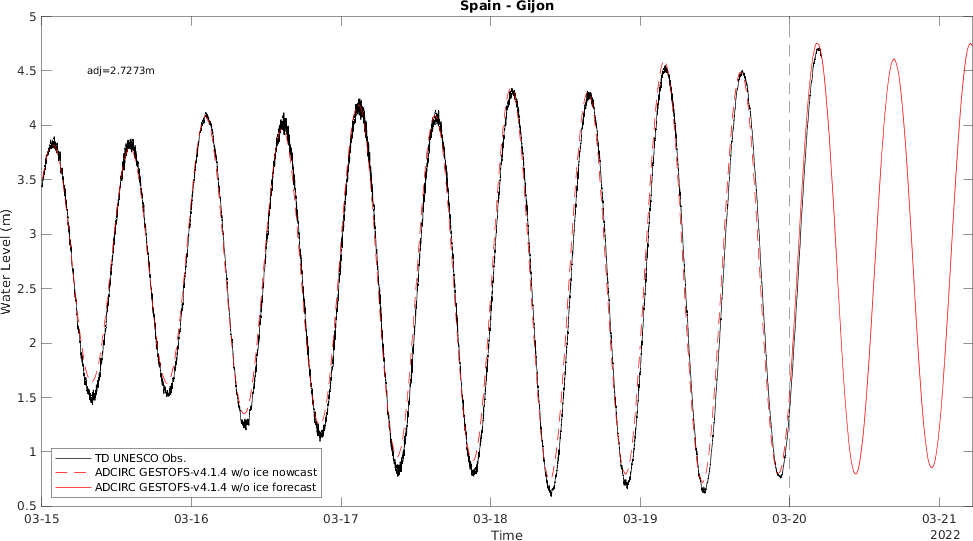 Spain - Gijon
5
4.5
4
3.5
3
2.5
2
1.5
1
0.5
Water Level (m)
adj=2.7273m
TD UNESCO Obs.
ADCIRC GESTOFS-v4.1.4 w/o ice nowcast
ADCIRC GESTOFS-v4.1.4 w/o ice forecast
03-15 03-16 03-17 03-18 03-19 03-20 03-21
Time 2022